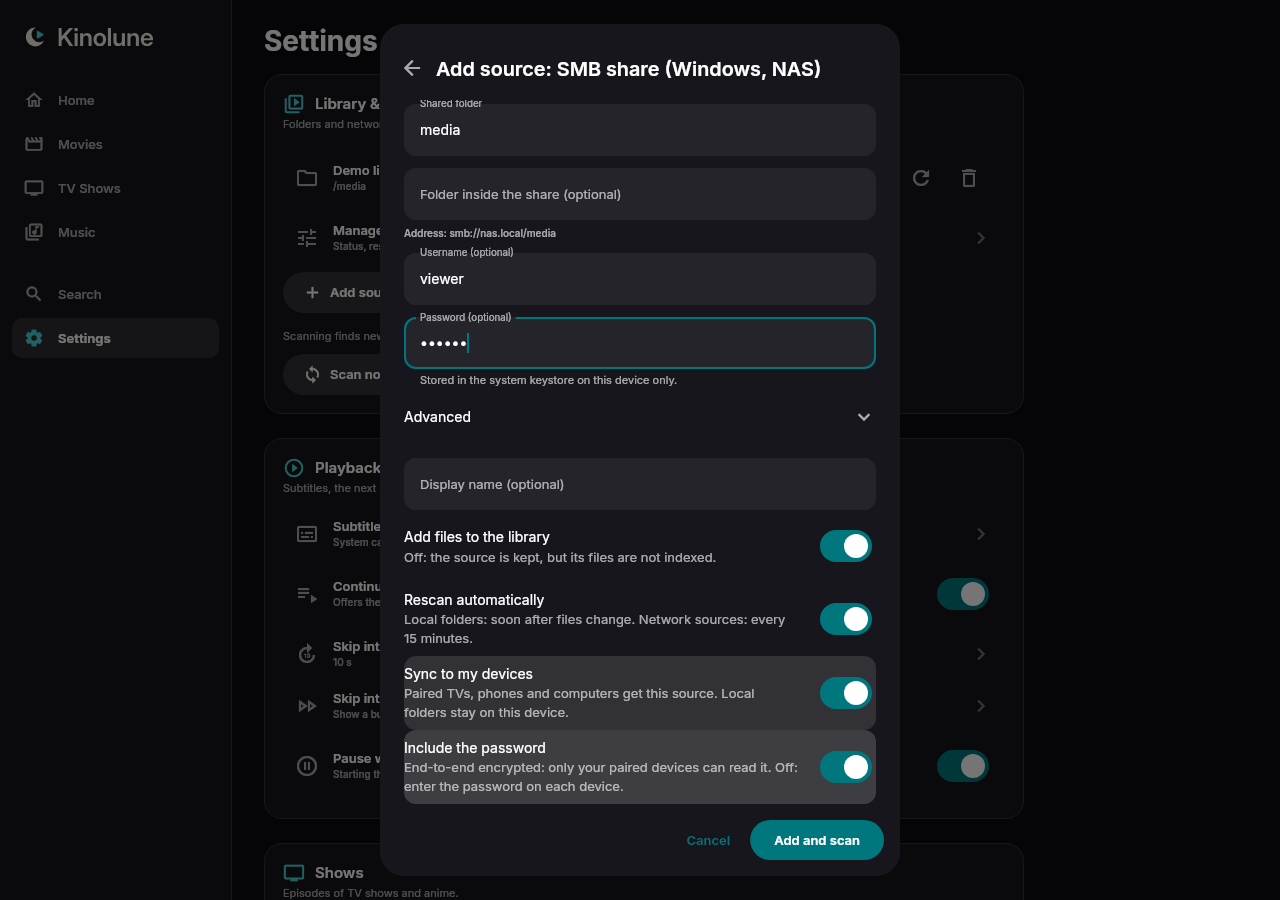 Kinolune
Home
Movies
TV Shows
Music
Search
Settings
Settings
Library &
Folders and netwo
Demo li
/media
Manage
Status, res
Add sou
Scanning finds new
Scan no
Playback
Subtitles, the next
Subtitle
System ca
Continu
Offers the
Skip int
10 s
Skip int
Show a bu
Pause w
Starting th
Shows
Episodes of TV shows and anime.
Add source: SMB share (Windows, NAS)
Shared folder
media
Folder inside the share (optional)
Address: smb://nas.local/media
Username (optional)
viewer
Password (optional)
••••••
Stored in the system keystore on this device only.
Advanced
Display name (optional)
Add files to the library
Off: the source is kept, but its files are not indexed.
Rescan automatically
Local folders: soon after files change. Network sources: every
15 minutes.
Sync to my devices
Paired TVs, phones and computers get this source. Local
folders stay on this device.
Include the password
End-to-end encrypted: only your paired devices can read it. Off:
enter the password on each device.
Cancel
Add and scan